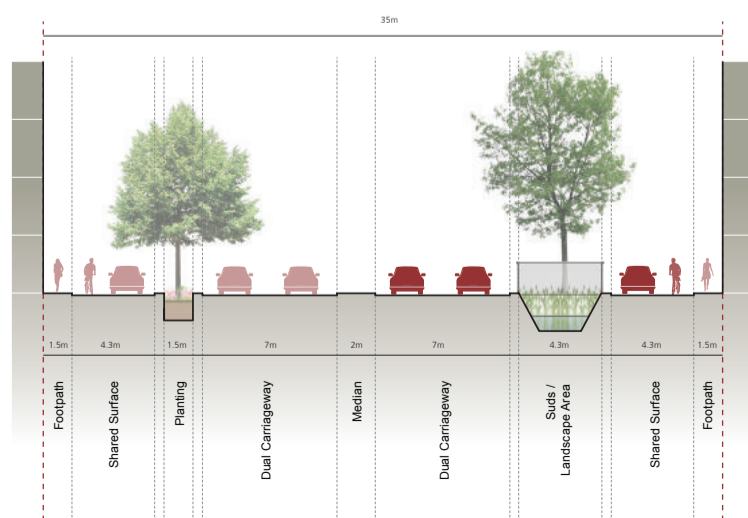 35m
1.5m
4.3m
1.5m
7m
2m
7m
4.3m
4.3m
1.5m
Footpath
Shared Surface
Planting
Dual Carriageway
Median
Dual Carriageway
Suds /
Landscape Area
Shared Surface
Footpath